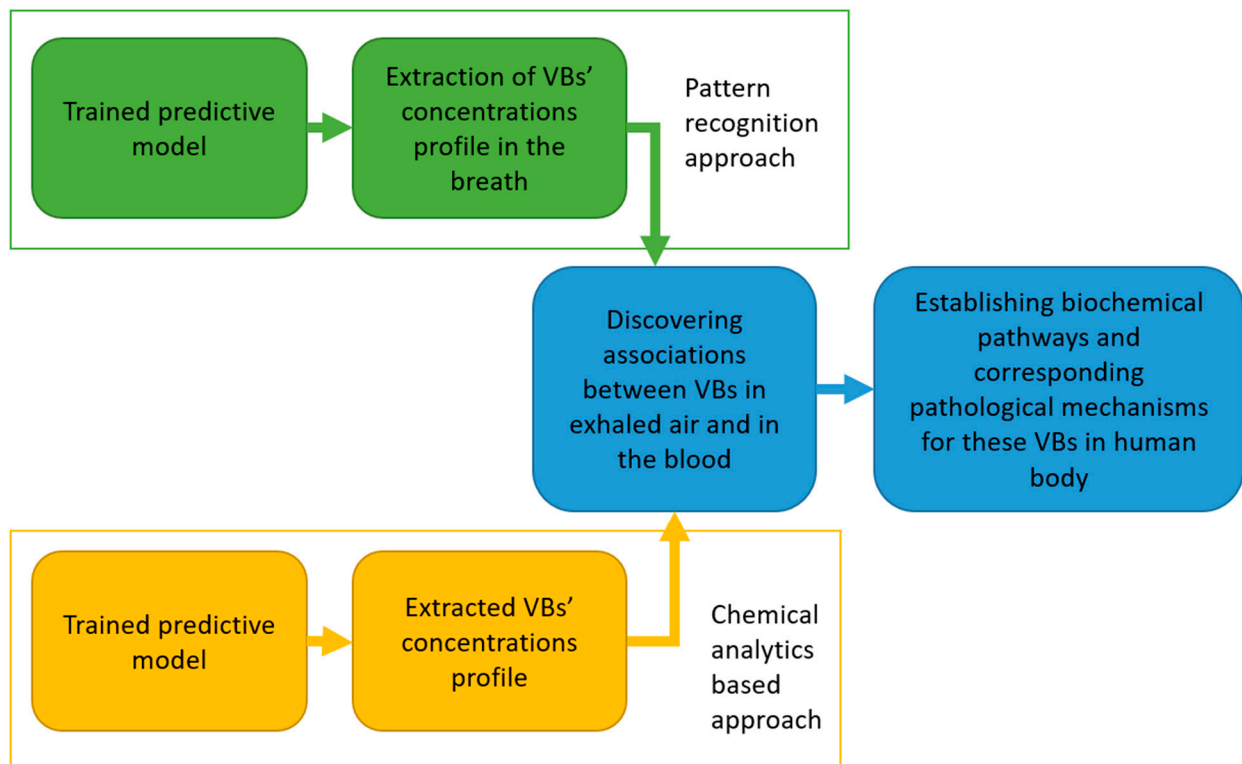 Trained predictive
model
Extraction of VBs’
concentrations
profile in the
breath
Pattern
recognition
approach
Discovering
associations
between VBs in
exhaled air and in
the blood
Establishing biochemical
pathways and
corresponding
pathological mechanisms
for these VBs in human
body
Trained predictive
model
Extracted VBs’
concentrations
profile
Chemical
analytics
based
approach